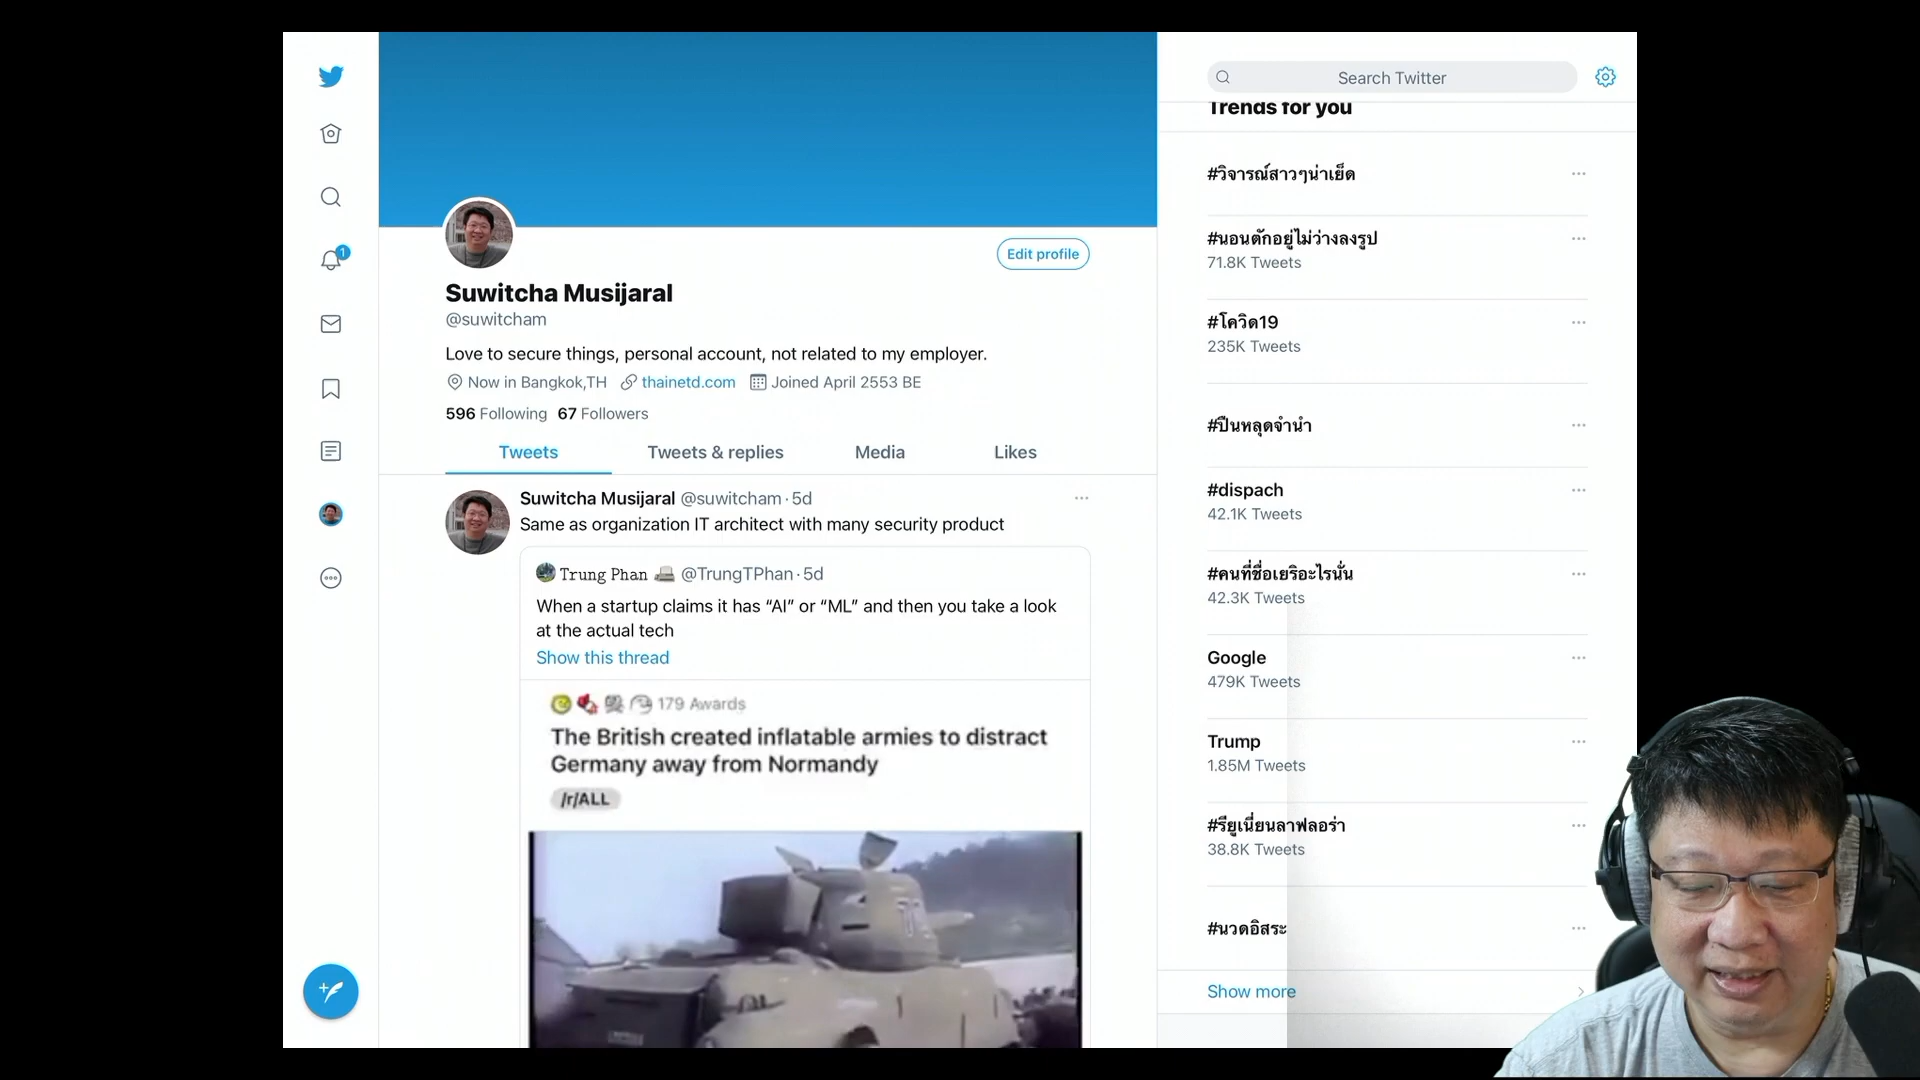 Search Twitter
Trends for you
1
Edit profile
Suwitcha Musijaral
@suwitcham
Love to secure things, personal account, not related to my employer.
Now in Bangkok,TH thainetd.com Joined April 2553 BE
596 Following 67 Followers
Tweets Tweets & replies Media Likes
Suwitcha Musijaral @suwitcham · 5d
Same as organization IT architect with many security product
Trung Phan @TrungTPhan · 5d
When a startup claims it has “AI” or “ML” and then you take a look
at the actual tech
Show this thread
179 Awards
The British created inflatable armies to distract
Germany away from Normandy
/r/ALL
#วิจารณ์สาวๆน่าเย็ด
#นอนตักอยู่ไม่ว่างลงรูป
71.8K Tweets
#โควิด19
235K Tweets
#ปืนหลุดจำนำ
#dispach
42.1K Tweets
#คนที่ชื่อเยริอะไรนั่น
42.3K Tweets
Google
479K Tweets
Trump
1.85M Tweets
#รียูเนี่ยนลาฟลอร่า
38.8K Tweets
#นวดอิสระ
Show more